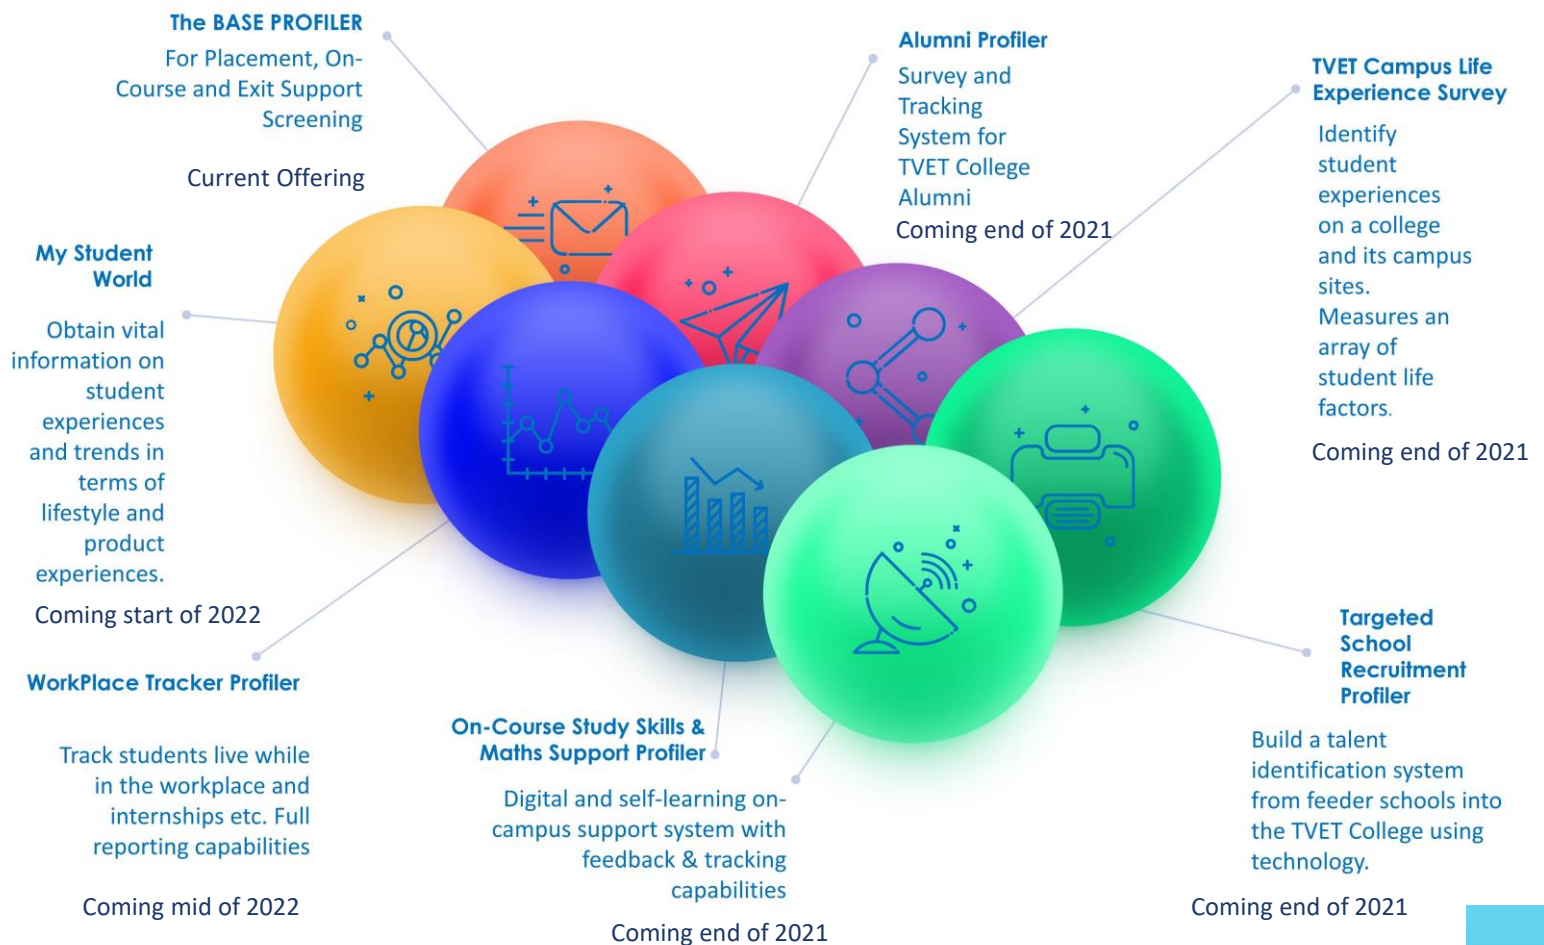 The BASE PROFILER
For Placement, On-
Course and Exit Support
Screening
Current Offering
Alumni Profiler
Survey and
Tracking
System for
TVET College
Alumni
Coming end of 2021
TVET Campus Life
Experience Survey
Identify
student
experiences
on a college
and its campus
sites.
Measures an
array of
student life
factors.
Coming end of 2021
My Student
World
Obtain vital
information on
student
experiences
and trends in
terms of
lifestyle and
product
experiences.
Coming start of 2022
WorkPlace Tracker Profiler
Track students live while
in the workplace and
internships etc. Full
reporting capabilities
Coming mid of 2022
On-Course Study Skills &
Maths Support Profiler
Digital and self-learning on-
campus support system with
feedback & tracking
capabilities
Coming end of 2021
Targeted
School
Recruitment
Profiler
Build a talent
identification system
from feeder schools into
the TVET College using
technology.
Coming end of 2021